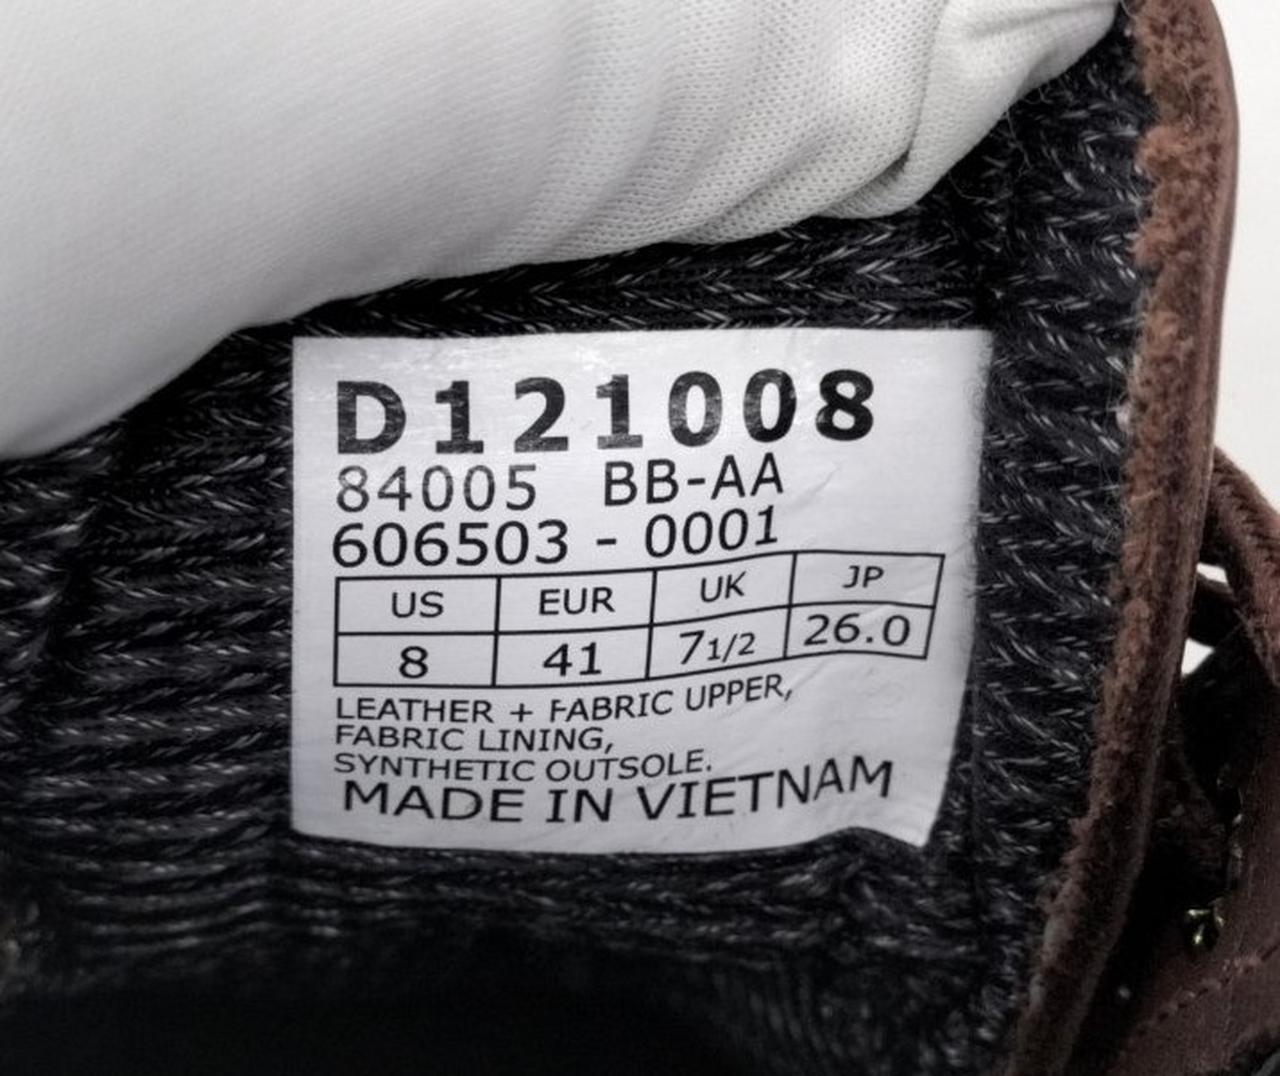 D121008
84005 BB-AA
606503 - 0001
US EUR UK JP
8 41 7 1/2 26.0
LEATHER + FABRIC UPPER,
FABRIC LINING,
SYNTHETIC OUTSOLE.
MADE IN VIETNAM